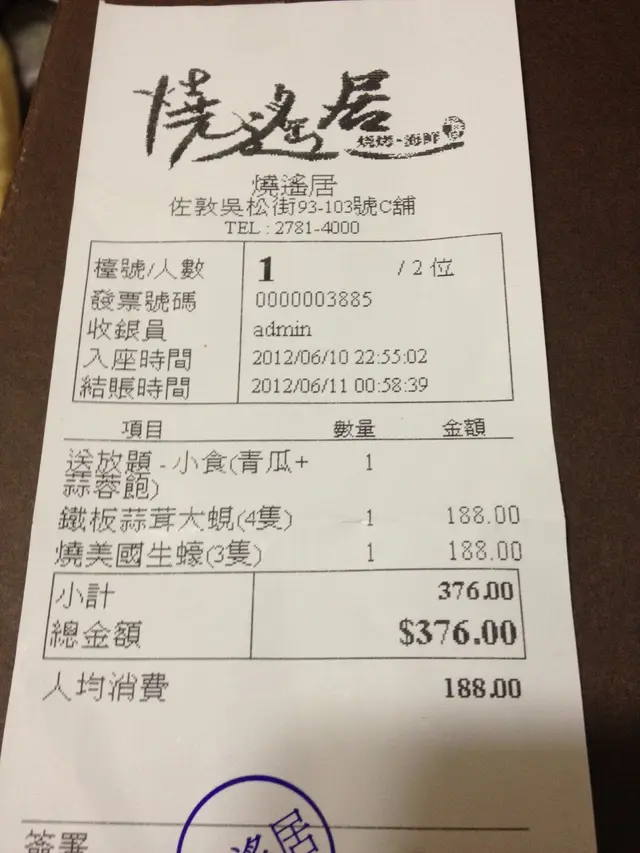 燒遙居
燒烤·海鮮
燒遙居
佐敦吳松街93-103號C舖
TEL : 2781-4000
檯號/人數 1 / 2 位
發票號碼 0000003885
收銀員 admin
入座時間 2012/06/10 22:55:02
結賬時間 2012/06/11 00:58:39
項目 數量 金額
送放題 - 小食(青瓜+ 1
蒜蓉飽)
鐵板蒜茸大蜆(4隻) 1 188.00
燒美國生蠔(3隻) 1 188.00
小計 376.00
總金額 $376.00
人均消費 188.00
簽署
居